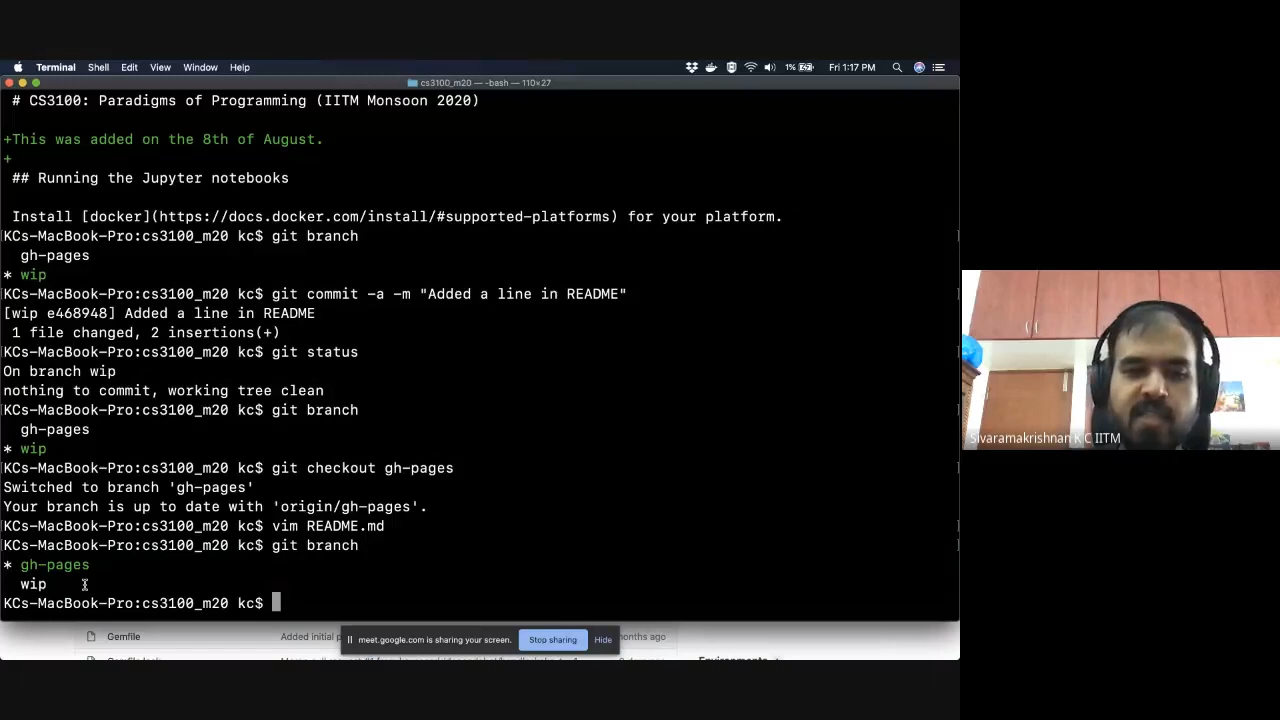 Terminal Shell Edit View Window Help 1% Fri 1:17 PM
cs3100_m20 — -bash — 110×27
# CS3100: Paradigms of Programming (IITM Monsoon 2020)
+This was added on the 8th of August.
+
## Running the Jupyter notebooks
Install [docker](https://docs.docker.com/install/#supported-platforms) for your platform.
KCs-MacBook-Pro:cs3100_m20 kc$ git branch
gh-pages
* wip
KCs-MacBook-Pro:cs3100_m20 kc$ git commit -a -m "Added a line in README"
[wip e468948] Added a line in README
1 file changed, 2 insertions(+)
KCs-MacBook-Pro:cs3100_m20 kc$ git status
On branch wip
nothing to commit, working tree clean
KCs-MacBook-Pro:cs3100_m20 kc$ git branch
gh-pages
* wip
KCs-MacBook-Pro:cs3100_m20 kc$ git checkout gh-pages
Switched to branch 'gh-pages'
Your branch is up to date with 'origin/gh-pages'.
KCs-MacBook-Pro:cs3100_m20 kc$ vim README.md
KCs-MacBook-Pro:cs3100_m20 kc$ git branch
* gh-pages
wip
KCs-MacBook-Pro:cs3100_m20 kc$
Sivaramakrishnan K C IITM
Gemfile Added initial months ago
meet.google.com is sharing your screen. Stop sharing Hide